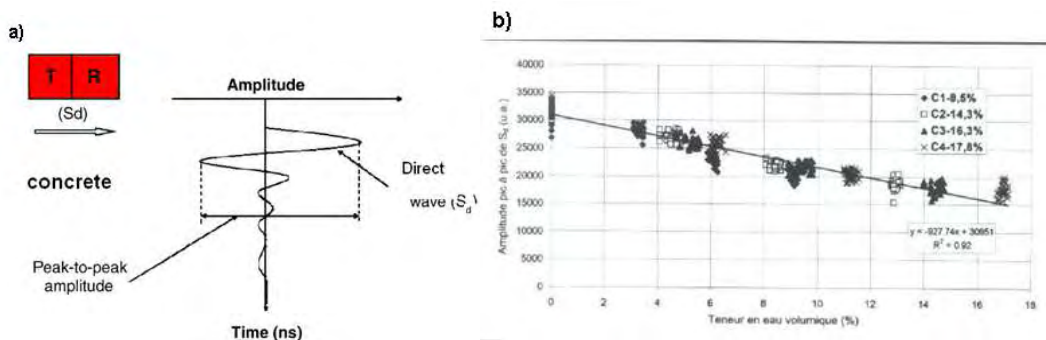 a)
T R
(Sd)
concrete
Amplitude
Direct
wave (Sd)
Peak-to-peak
amplitude
Time (ns)
b)
Amplitude pic à pic de Sd (u.a.)
40000
35000
30000
25000
20000
15000
10000
5000
0
0 2 4 6 8 10 12 14 16 18
Teneur en eau volumique (%)
C1-8,5%
C2-14,3%
C3-16,3%
C4-17,8%
y = -927.74x + 30951
R² = 0.92